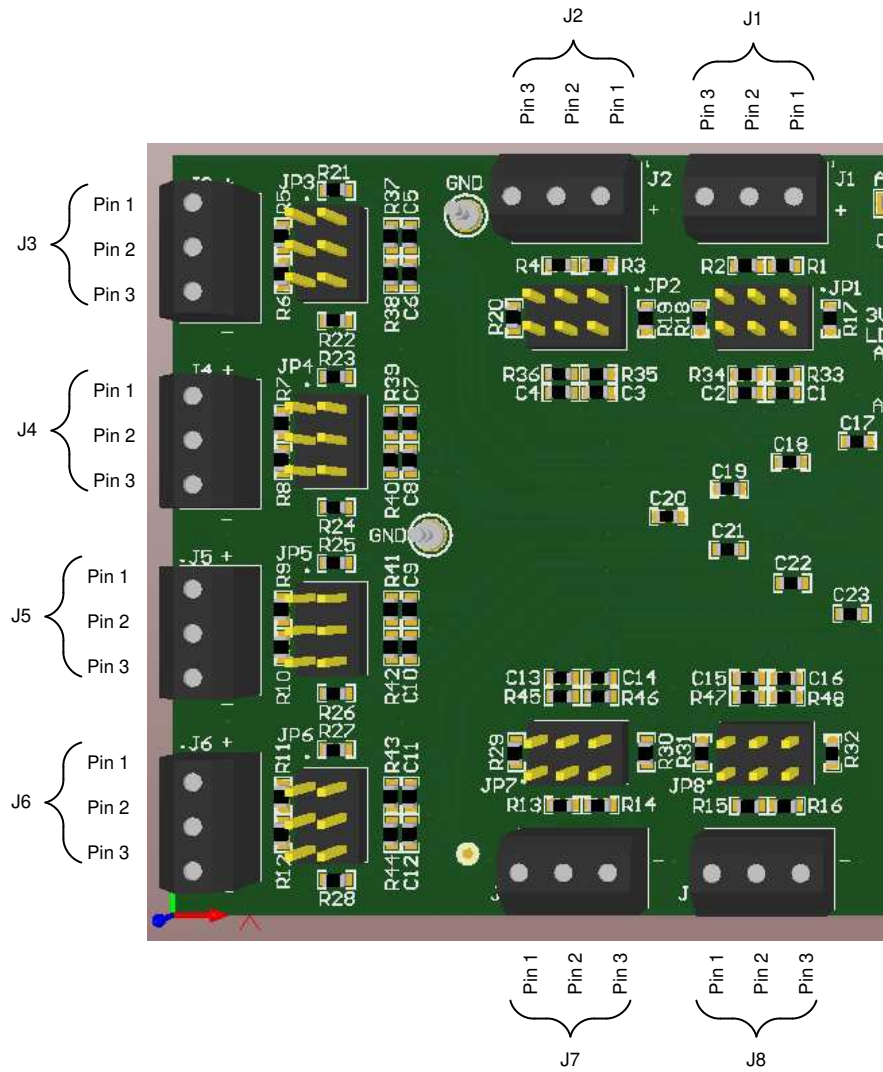 J2
J1
Pin 3
Pin 2
Pin 1
Pin 3
Pin 2
Pin 1
J3
Pin 1
Pin 2
Pin 3
R5
R6
JP3
R21
R22
R37
R38
C5
C6
GND
J2
+
J1
+
R4
R3
R2
R1
JP2
JP1
R20
R19
R18
R17
R36
R35
R34
R33
C4
C3
C2
C1
J4
Pin 1
Pin 2
Pin 3
J4 +
R7
R8
R23
JP4
R24
R39
R40
C7
C8
GND
C17
C18
C19
C20
C21
C22
C23
J5
Pin 1
Pin 2
Pin 3
J5 +
R9
R10
R25
JP5
R26
R41
R42
C9
C10
C13
C14
C15
C16
R45
R46
R47
R48
J6
Pin 1
Pin 2
Pin 3
J6 +
R11
R12
R27
JP6
R28
R43
R44
C11
C12
R29
R30
R31
R32
JP7
JP8
R13
R14
R15
R16
Pin 1
Pin 2
Pin 3
Pin 1
Pin 2
Pin 3
J7
J8